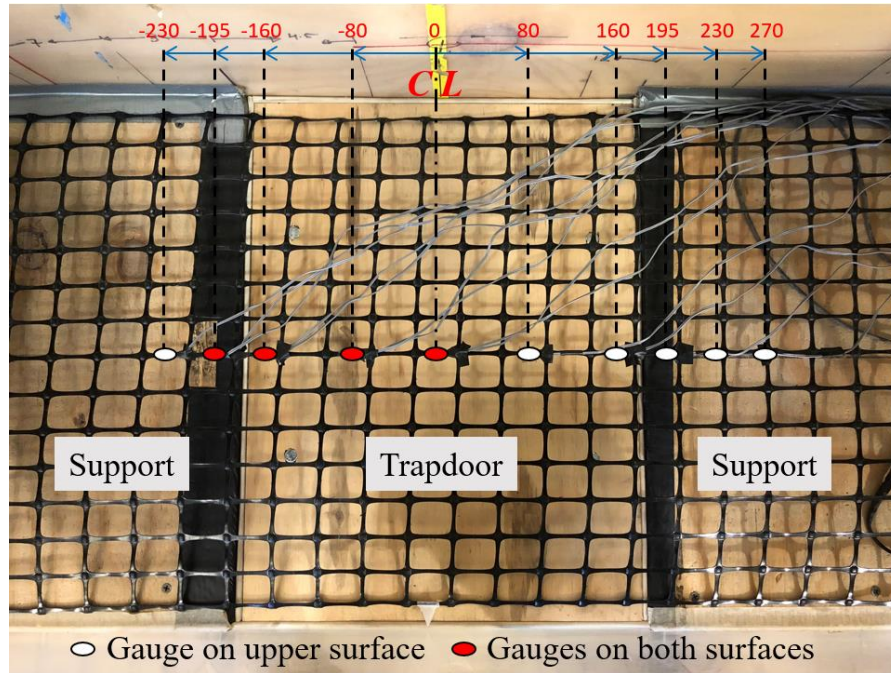 -230 -195 -160 -80 0 80 160 195 230 270
C L
Support Trapdoor Support
Gauge on upper surface Gauges on both surfaces